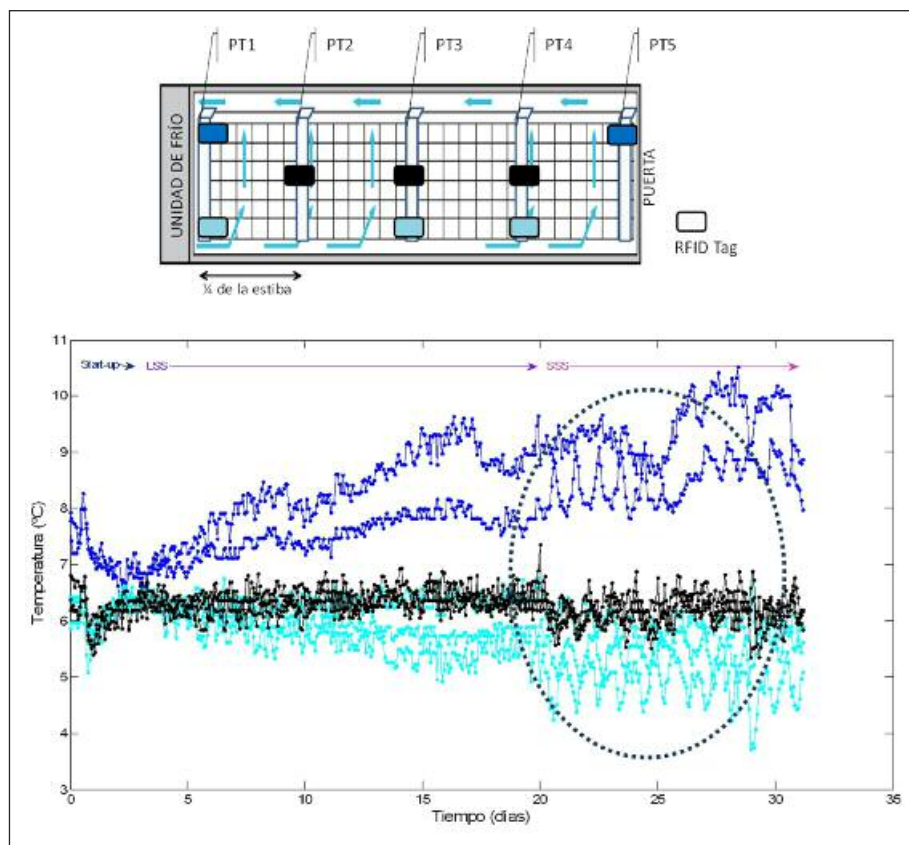 PT1 PT2 PT3 PT4 PT5
UNIDAD DE FRÍO
PUERTA
RFID Tag
¼ de la estiba
11
Start-up LSS SSS
10
9
8
7
6
5
4
3
Temperatura (ºC)
0 5 10 15 20 25 30 35
Tiempo (días)